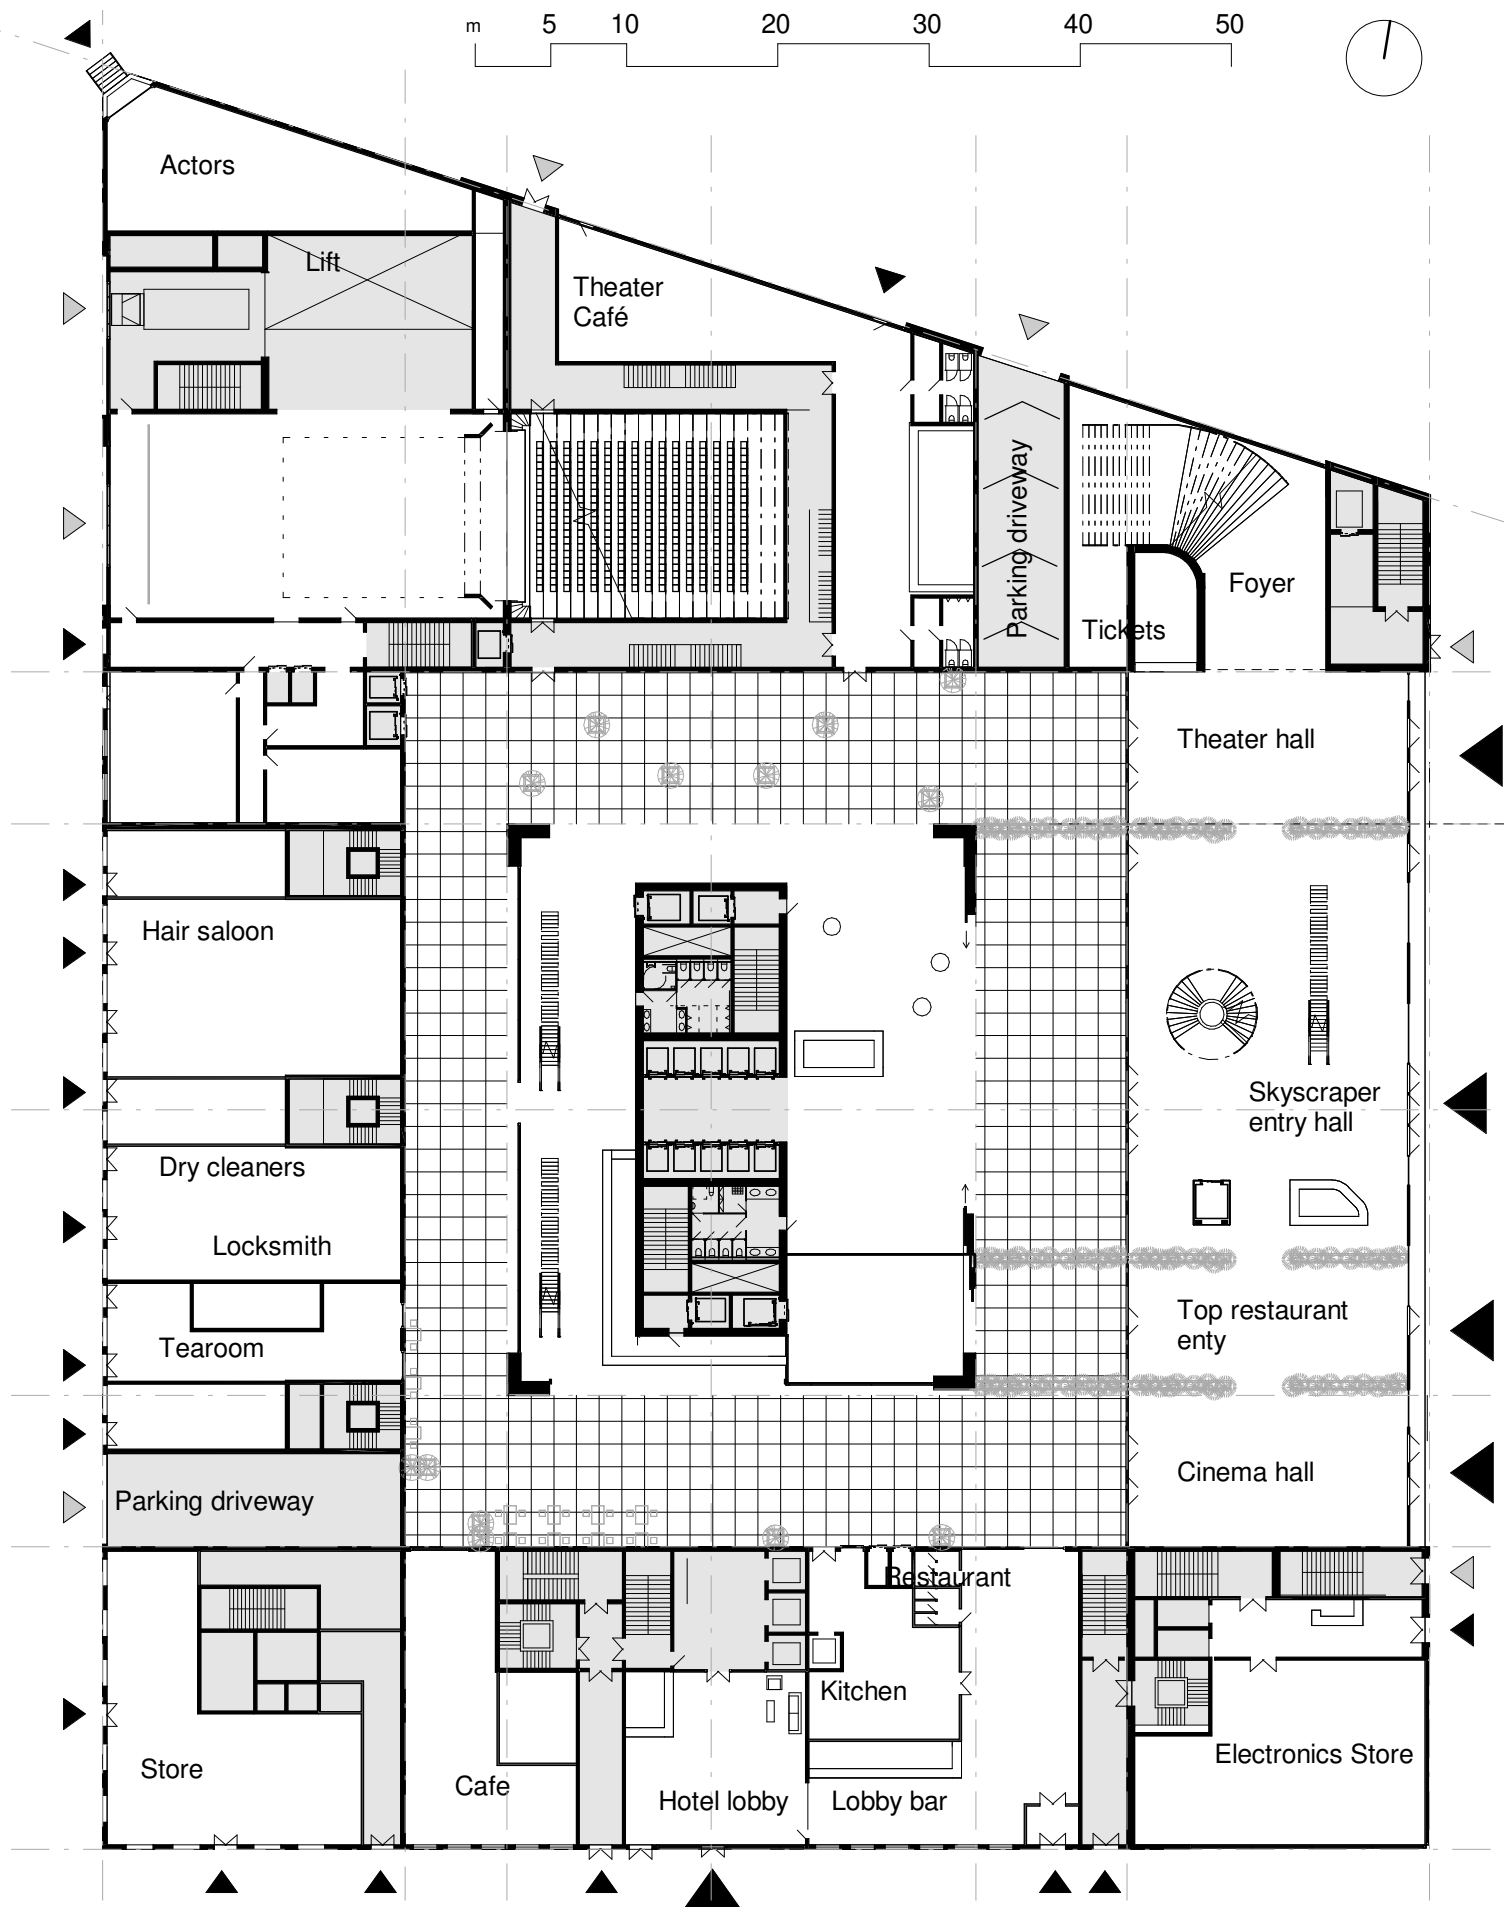 m 5 10 20 30 40 50
Actors
Lift
Theater
Café
Parking driveway
Foyer
Tickets
Theater hall
Hair saloon
Skyscraper
entry hall
Dry cleaners
Locksmith
Top restaurant
enty
Tearoom
Cinema hall
Parking driveway
Restaurant
Kitchen
Electronics Store
Store
Cafe
Hotel lobby
Lobby bar